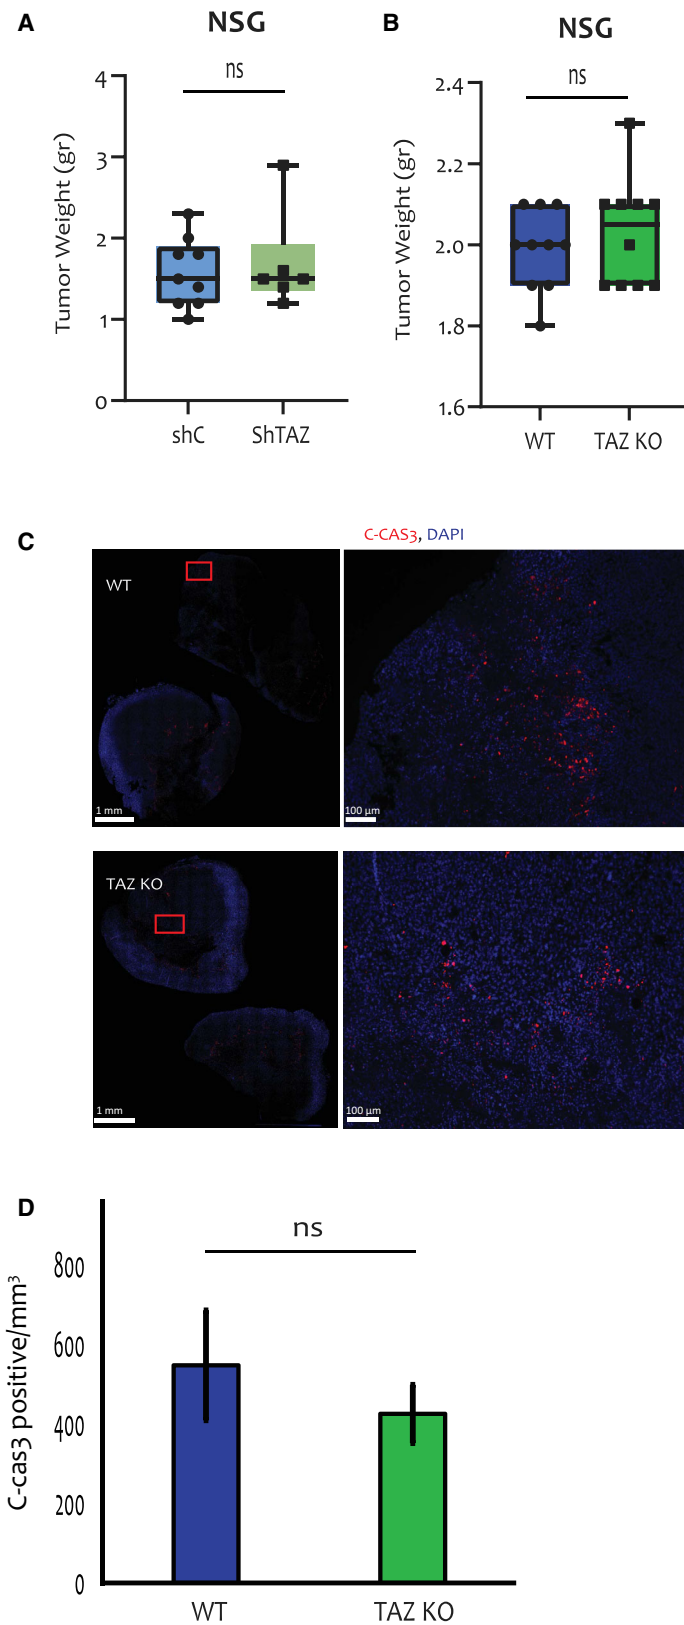 A
NSG
ns
4
3
2
1
0
Tumor Weight (gr)
shC
ShTAZ
B
NSG
ns
2.4
2.2
2.0
1.8
1.6
Tumor Weight (gr)
WT
TAZ KO
C
C-CAS3, DAPI
WT
1 mm
100 µm
TAZ KO
1 mm
100 µm
D
ns
800
600
400
200
0
C-cas3 positive/mm³
WT
TAZ KO